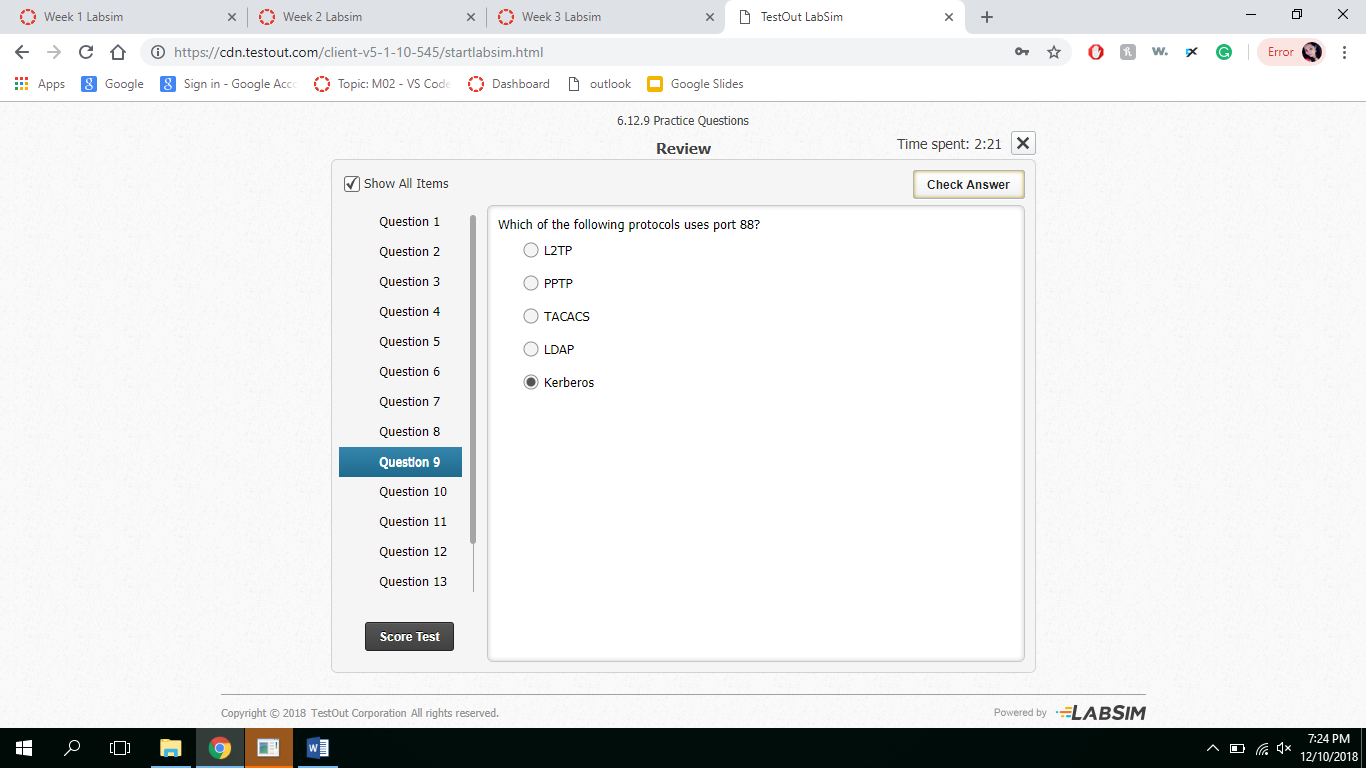 Week 1 Labsim
Week 2 Labsim
Week 3 Labsim
TestOut LabSim
https://cdn.testout.com/client-v5-1-10-545/startlabsim.html
Error
Apps
Google
Sign in - Google Acco
Topic: M02 - VS Code
Dashboard
outlook
Google Slides
6.12.9 Practice Questions
Review
Time spent: 2:21
Show All Items
Check Answer
Question 1
Question 2
Question 3
Question 4
Question 5
Question 6
Question 7
Question 8
Question 9
Question 10
Question 11
Question 12
Question 13
Score Test
Which of the following protocols uses port 88?
L2TP
PPTP
TACACS
LDAP
Kerberos
Copyright © 2018 TestOut Corporation All rights reserved.
Powered by LABSIM
7:24 PM
12/10/2018